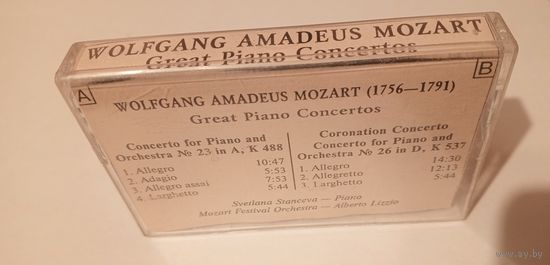 WOLFGANG AMADEUS MOZART
Great Piano Concertos
A
B
WOLFGANG AMADEUS MOZART (1756—1791)
Great Piano Concertos
Concerto for Piano and
Orchestra № 23 in A, K 488
1. Allegro 10:47
2. Adagio 5:53
3. Allegro assai 7:53
4. Larghetto 5:44
Coronation Concerto
Concerto for Piano and
Orchestra № 26 in D, K 537
1. Allegro 14:30
2. Allegretto 12:13
3. Larghetto 5:44
Svetlana Stanceva — Piano
Mozart Festival Orchestra — Alberto Lizzio
www.ay.by